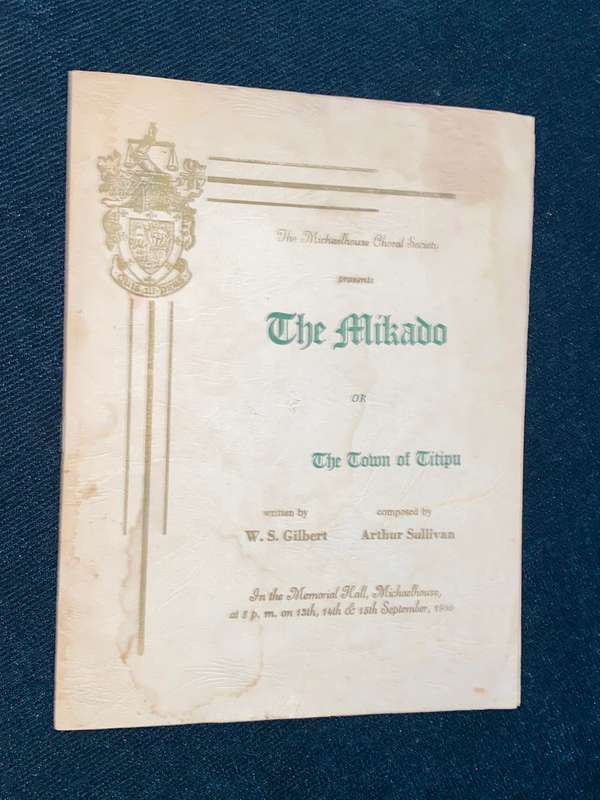 The Michaelhouse Choral Society
presents
The Mikado
OR
The Town of Titipu
written by
composed by
W. S. Gilbert
Arthur Sullivan
In the Memorial Hall, Michaelhouse,
at 8 p. m. on 13th, 14th & 15th September,